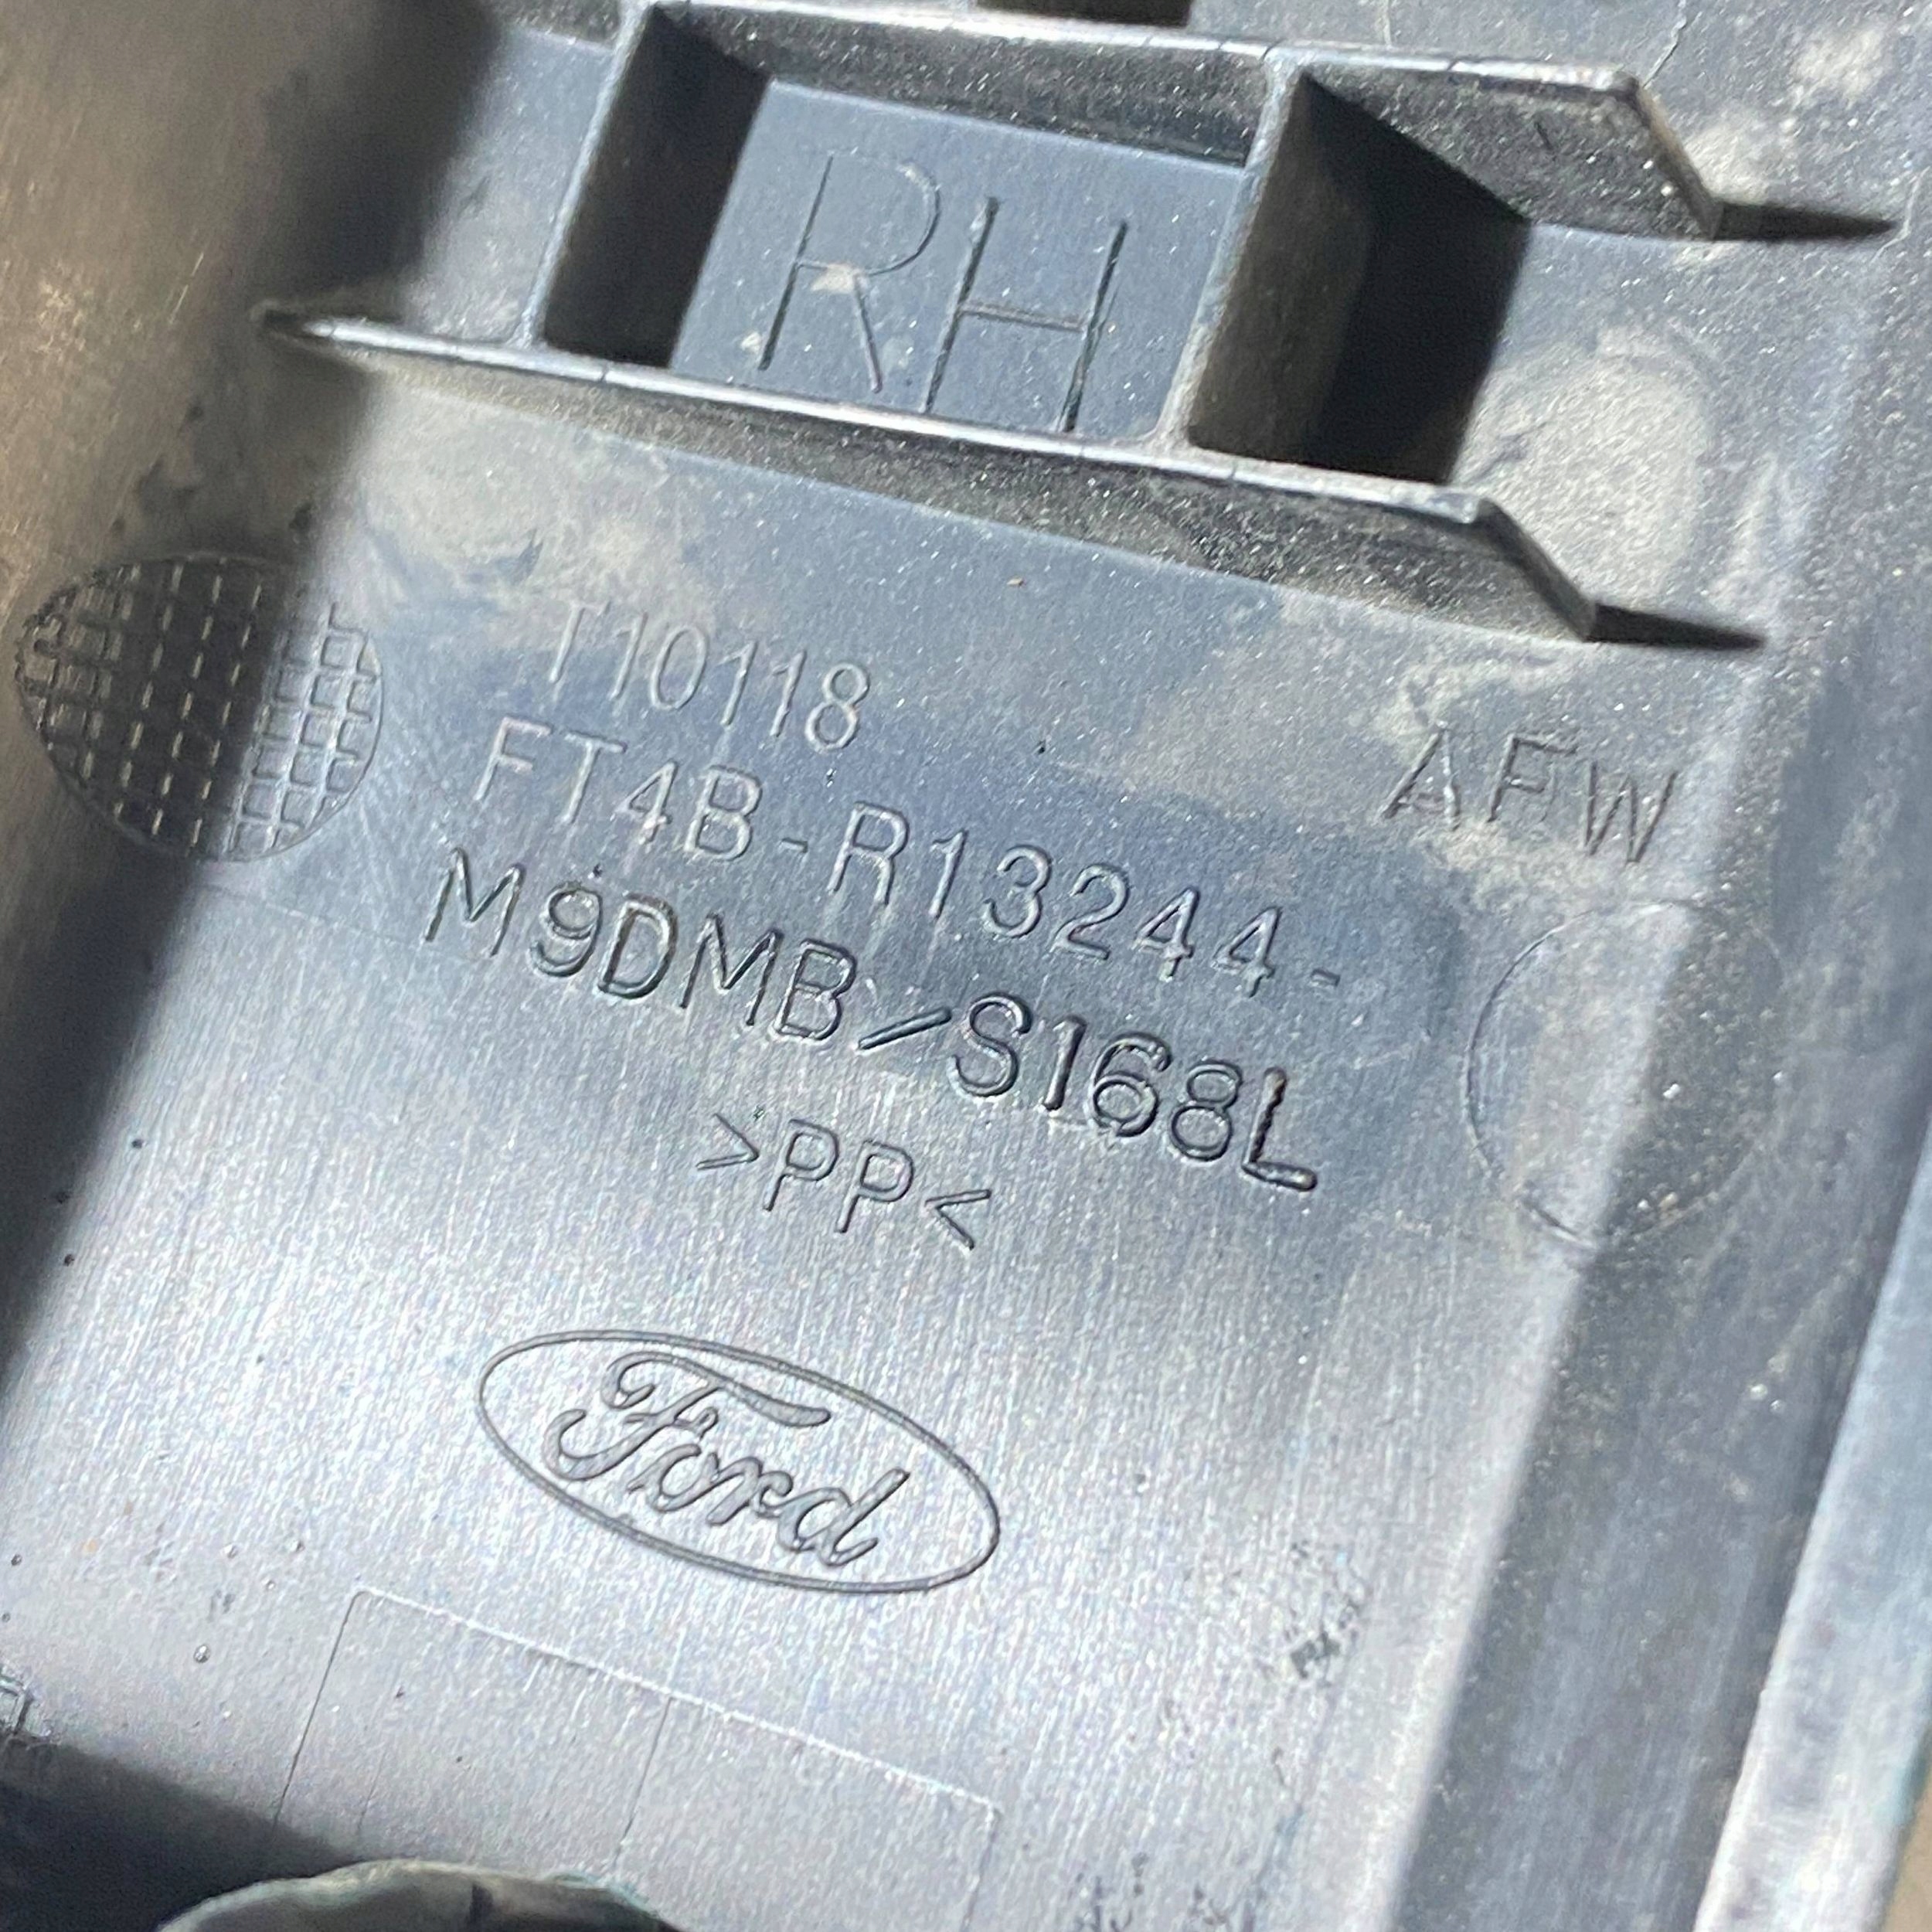 RH
T10118
FT4B-R13244-
AFW
M9DMB/S168L
>PP<
Ford